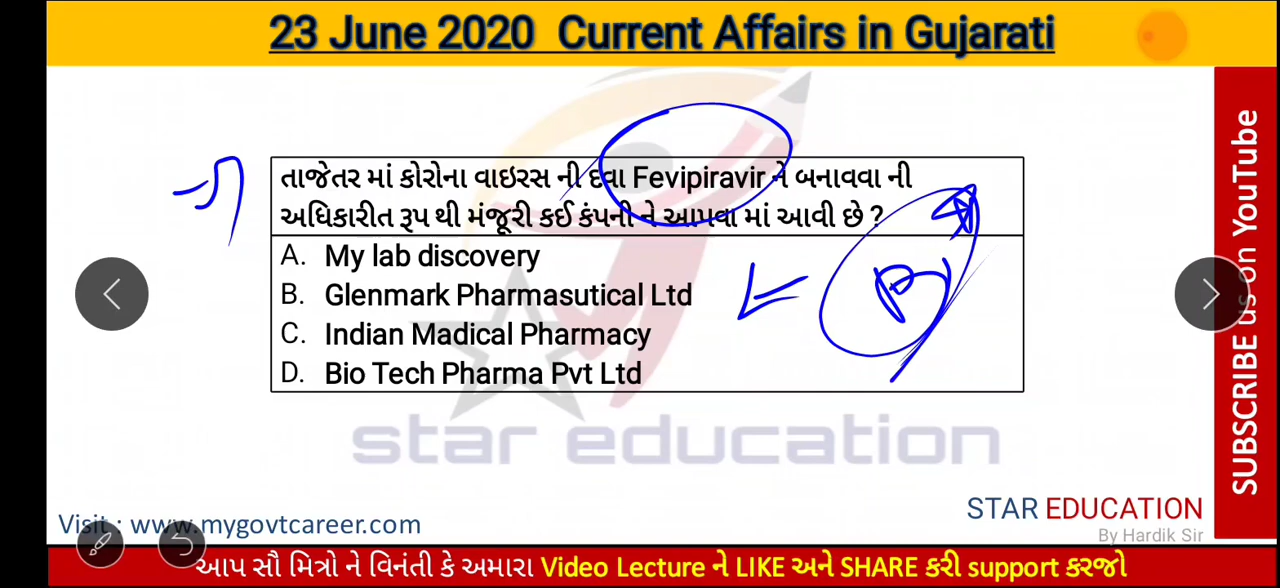 23 June 2020 Current Affairs in Gujarati
તાજેતર માં કોરોના વાઇરસ ની દવા Fevipiravir ને બનાવવા ની
અધિકારીત રૂપ થી મંજૂરી કઈ કંપની ને આપવા માં આવી છે ?
A. My lab discovery
B. Glenmark Pharmasutical Ltd
C. Indian Madical Pharmacy
D. Bio Tech Pharma Pvt Ltd
B
star education
STAR EDUCATION
By Hardik Sir
Visit : www.mygovtcareer.com
આપ સૌ મિત્રો ને વિનંતી કે અમારા Video Lecture ને LIKE અને SHARE કરી support કરજો
SUBSCRIBE us on YouTube